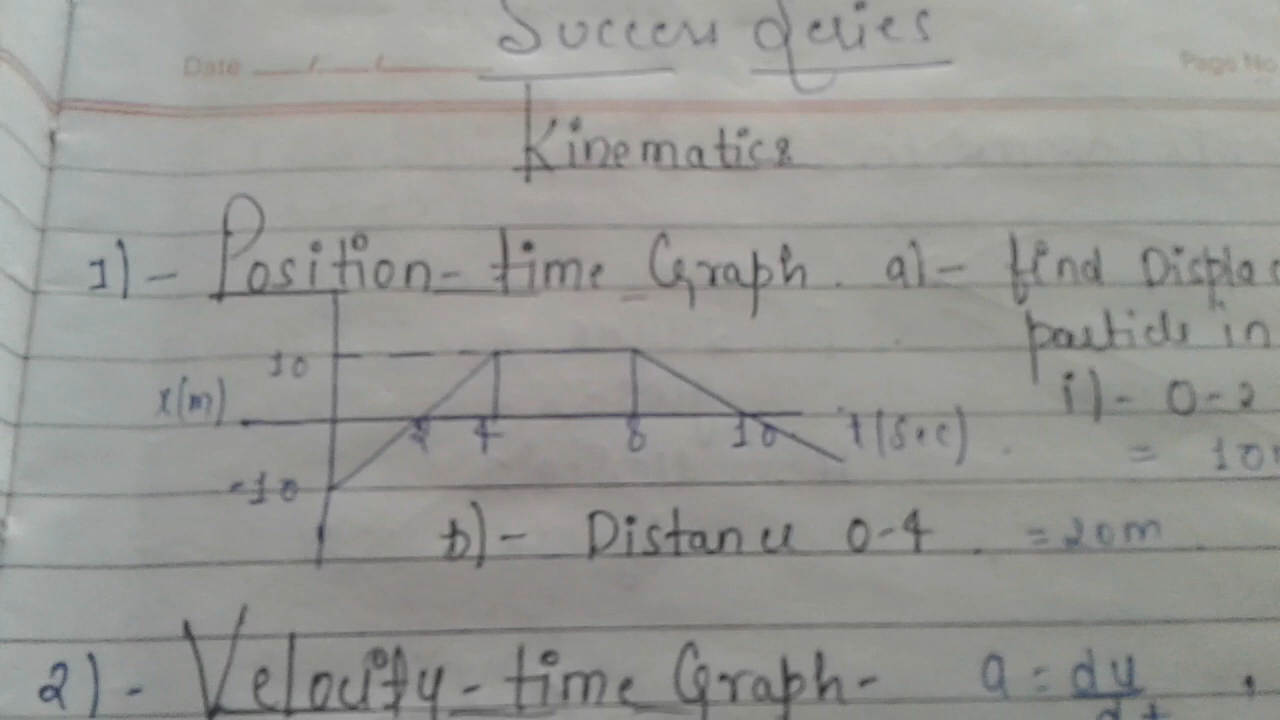 Success Series
Date
Page No
Kinematics
1)- Position-time Graph. a)- find Displac
particle in
i)- 0-2
= 10
10
x(m)
2 4 8 10 t(sec)
-10
b)- Distance 0-4 = 20m
2)- Velocity-time Graph- a = du